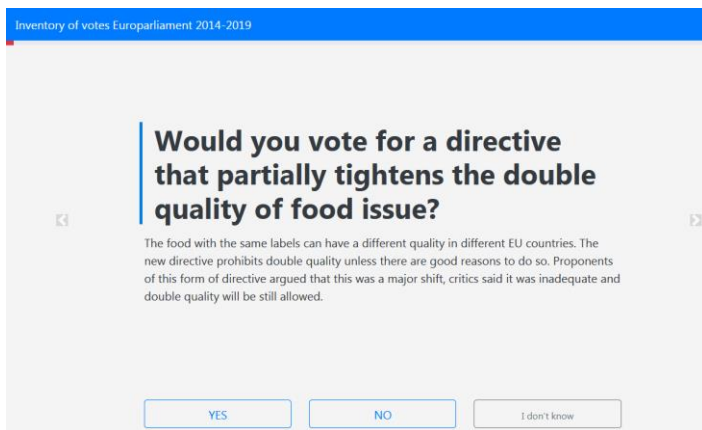 Inventory of votes Europarliament 2014-2019
Would you vote for a directive
that partially tightens the double
quality of food issue?
The food with the same labels can have a different quality in different EU countries. The
new directive prohibits double quality unless there are good reasons to do so. Proponents
of this form of directive argued that this was a major shift, critics said it was inadequate and
double quality will be still allowed.
YES
NO
I don't know